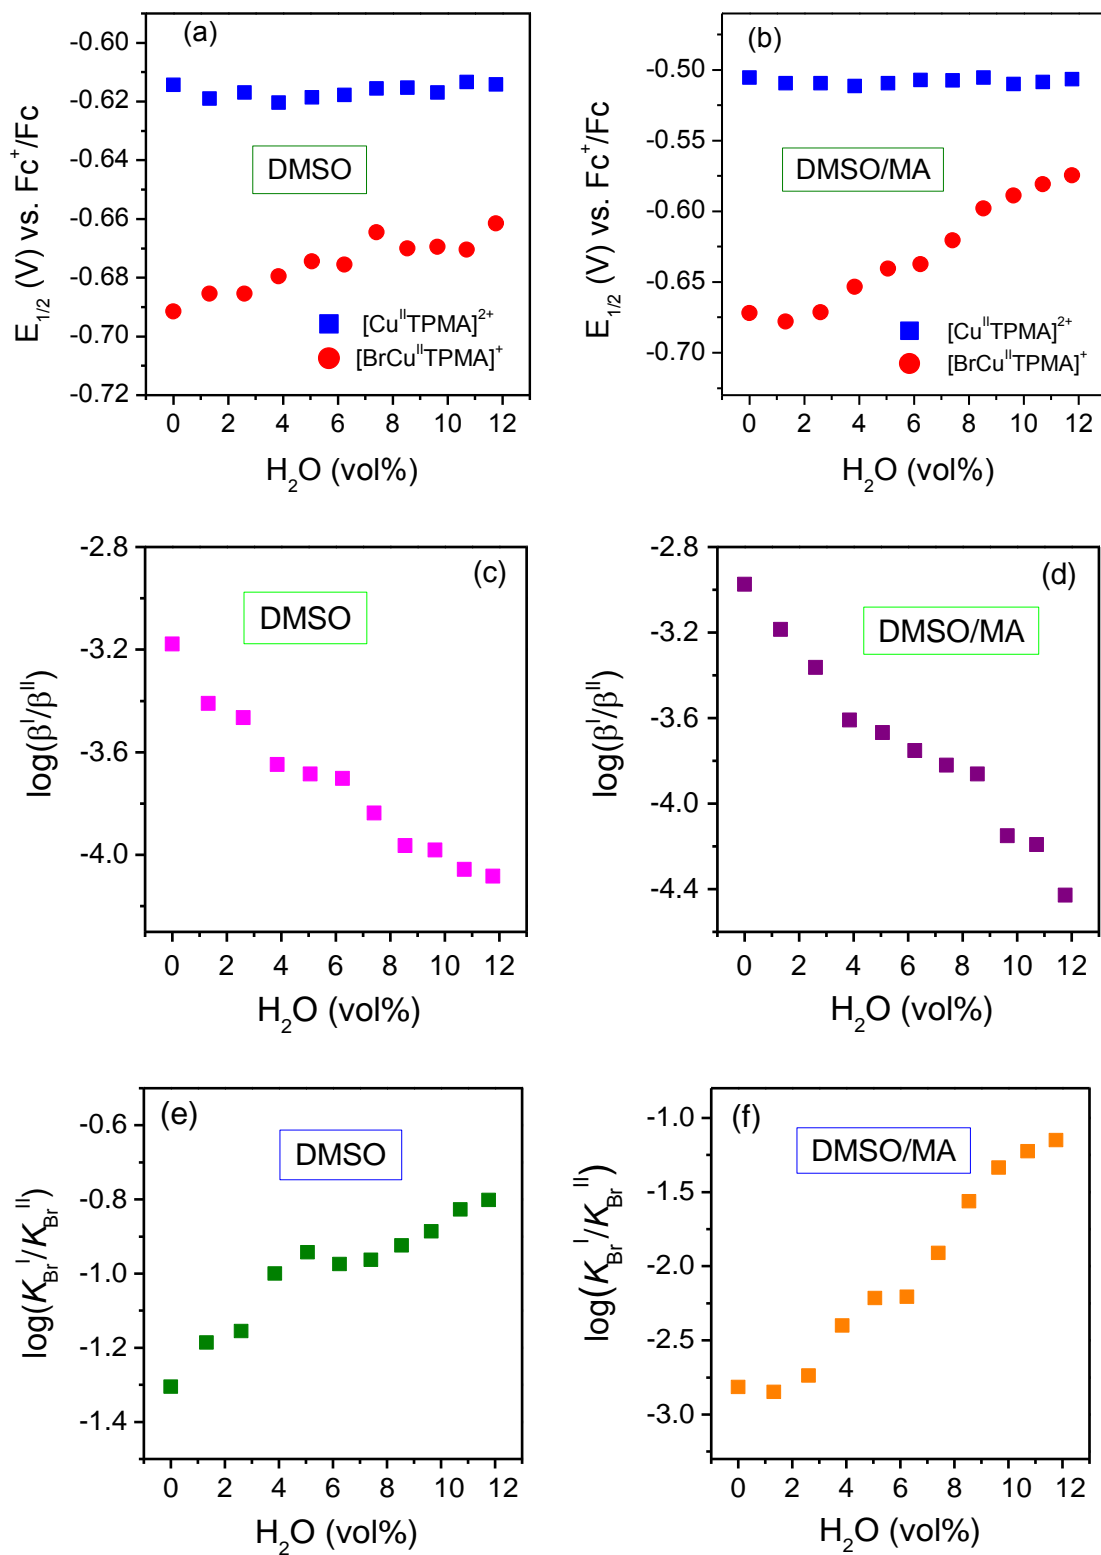 (a)
E1/2 (V) vs. Fc+/Fc
-0.60
-0.62
-0.64
-0.66
-0.68
-0.70
-0.72
DMSO
[CuIITPMA]2+
[BrCuIITPMA]+
0 2 4 6 8 10 12
H2O (vol%)
(b)
E1/2 (V) vs. Fc+/Fc
-0.50
-0.55
-0.60
-0.65
-0.70
DMSO/MA
[CuIITPMA]2+
[BrCuIITPMA]+
0 2 4 6 8 10 12
H2O (vol%)
(c)
log(βI/βII)
-2.8
-3.2
-3.6
-4.0
DMSO
0 2 4 6 8 10 12
H2O (vol%)
(d)
log(βI/βII)
-2.8
-3.2
-3.6
-4.0
-4.4
DMSO/MA
0 2 4 6 8 10 12
H2O (vol%)
(e)
log(KBrI/KBrII)
-0.6
-0.8
-1.0
-1.2
-1.4
DMSO
0 2 4 6 8 10 12
H2O (vol%)
(f)
log(KBrI/KBrII)
-1.0
-1.5
-2.0
-2.5
-3.0
DMSO/MA
0 2 4 6 8 10 12
H2O (vol%)